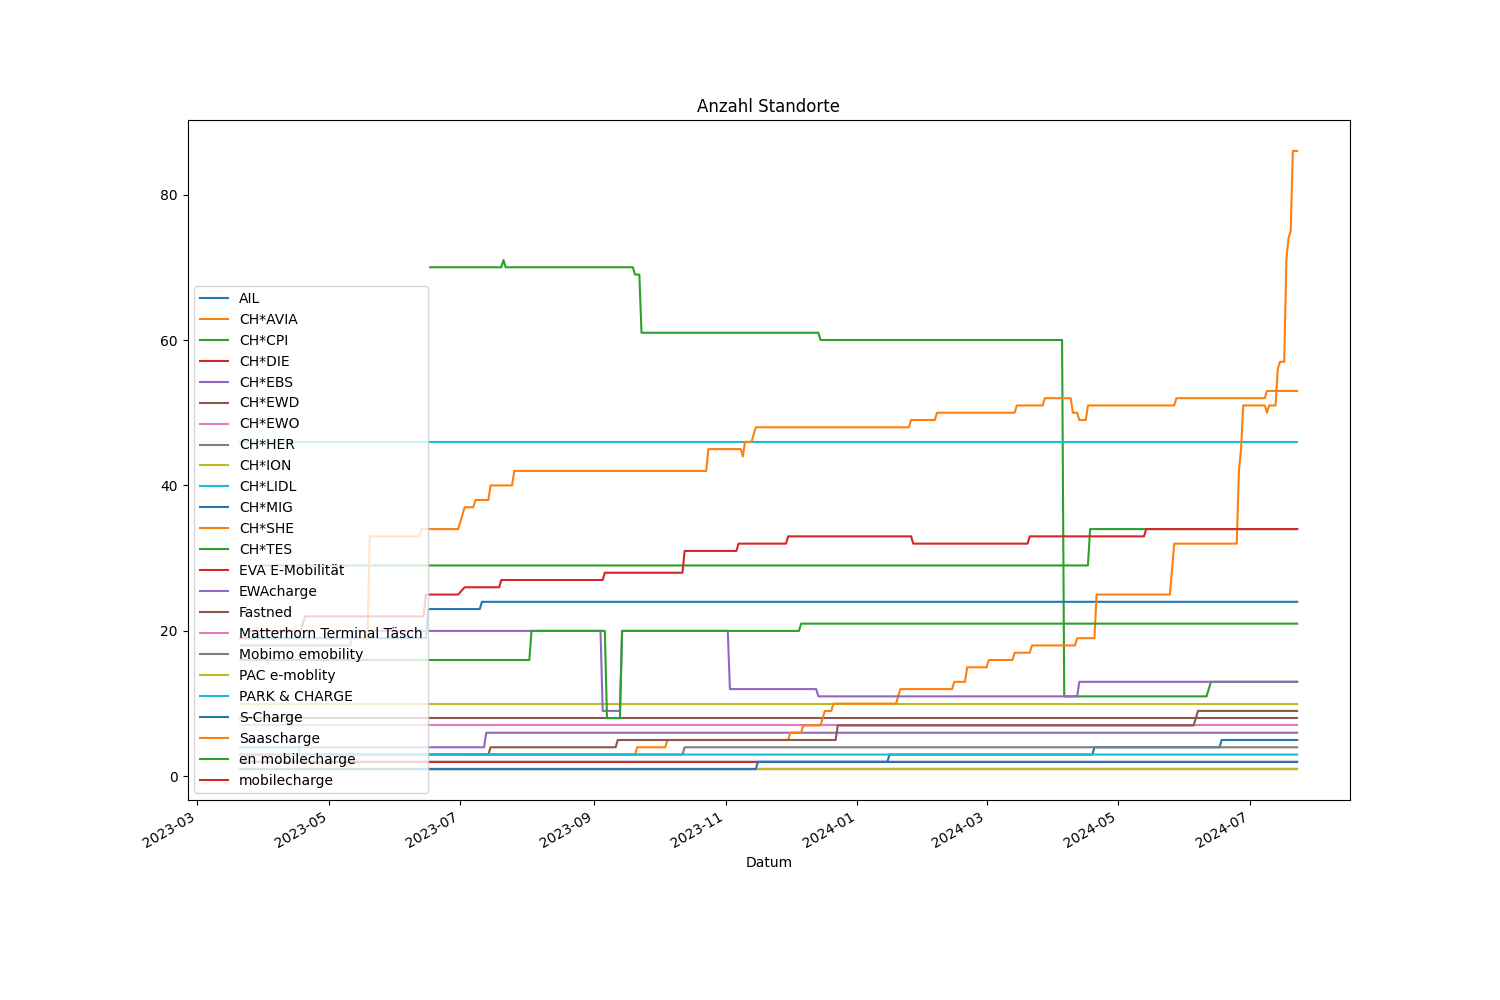 Anzahl Standorte
80
60
40
20
0
AIL
CH*AVIA
CH*CPI
CH*DIE
CH*EBS
CH*EWD
CH*EWO
CH*HER
CH*ION
CH*LIDL
CH*MIG
CH*SHE
CH*TES
EVA E-Mobilität
EWAcharge
Fastned
Matterhorn Terminal Täsch
Mobimo emobility
PAC e-moblity
PARK & CHARGE
S-Charge
Saascharge
en mobilecharge
mobilecharge
2023-03
2023-05
2023-07
2023-09
2023-11
2024-01
2024-03
2024-05
2024-07
Datum